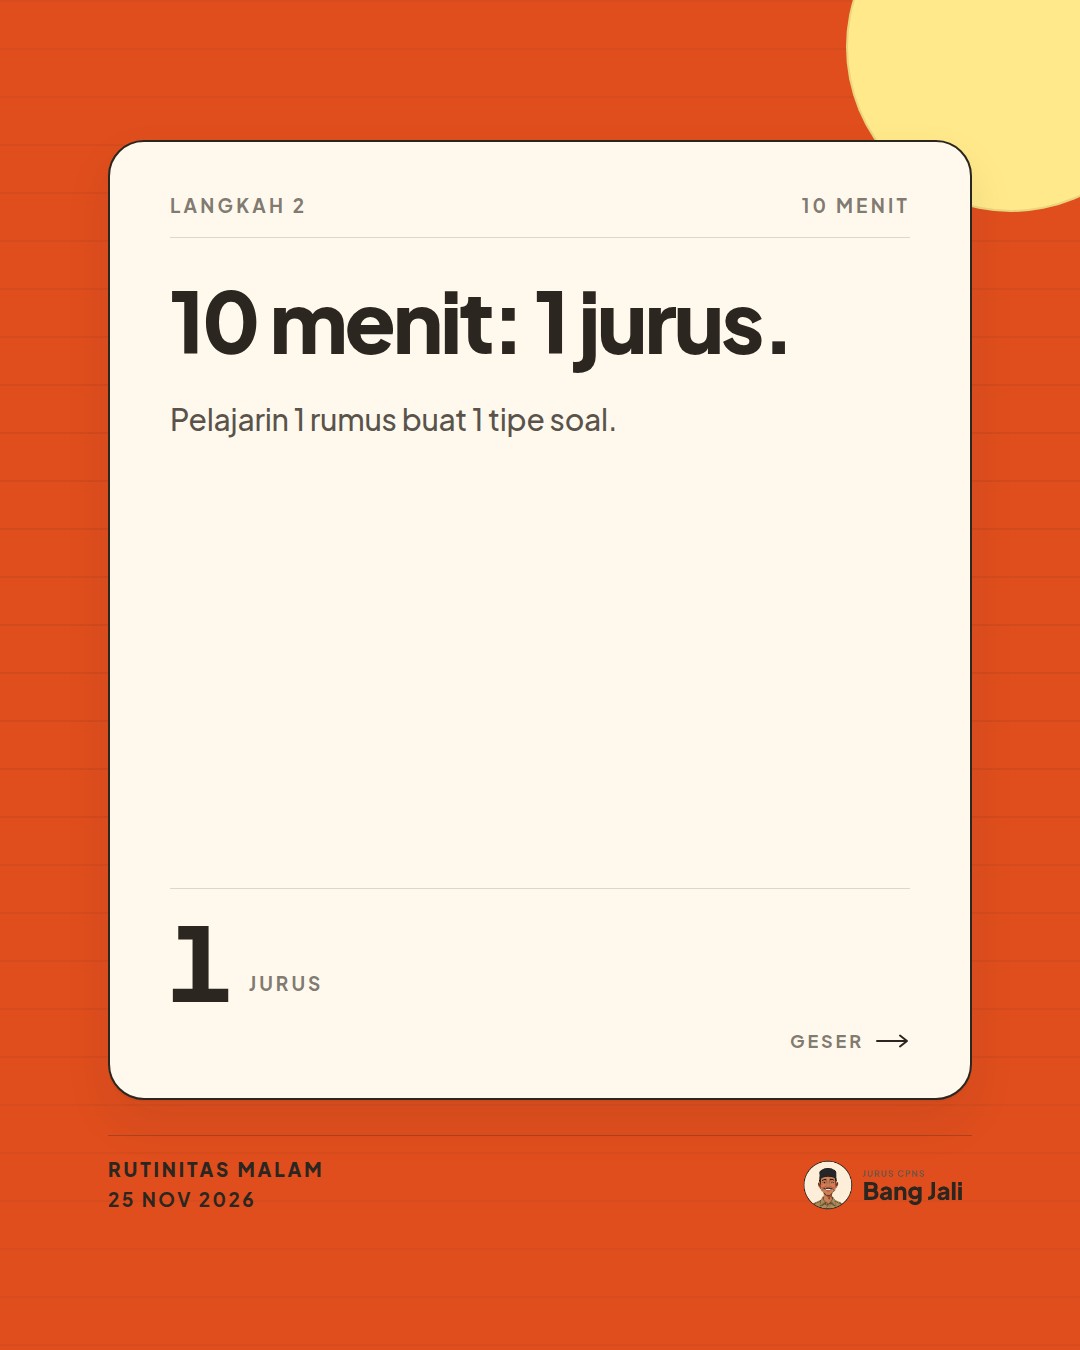 LANGKAH 2
10 MENIT
10 menit: 1 jurus.
Pelajarin 1 rumus buat 1 tipe soal.
1 JURUS
GESER
RUTINITAS MALAM
25 NOV 2026
JURUS CPNS
Bang Jali